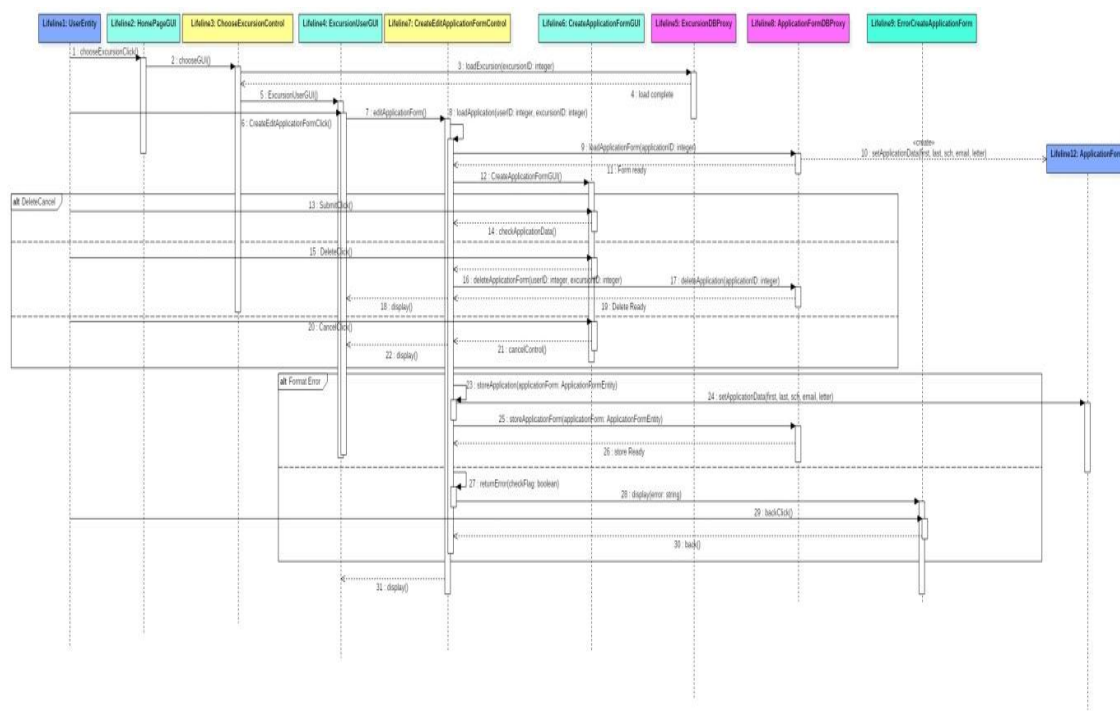 Lifeline1: UserEntity
Lifeline2: HomePageGUI
Lifeline3: ChooseExcursionControl
Lifeline4: ExcursionUserGUI
Lifeline7: CreateEditApplicationFormControl
Lifeline6: CreateApplicationFormGUI
Lifeline5: ExcursionDBProxy
Lifeline8: ApplicationFormDBProxy
Lifeline9: ErrorCreateApplicationForm
1 : chooseExcursionClick()
2 : chooseGUI()
3 : loadExcursion(excursionID: integer)
4 : load complete
5 : ExcursionUserGUI()
6 : CreateEditApplicationFormClick()
7 : editApplicationForm()
8 : loadApplication(userID: integer, excursionID: integer)
9 : loadApplicationForm(applicationID: integer)
«create»
10 : setApplicationData(first, last, sch, email, letter)
Lifeline12: ApplicationForm
11 : Form ready
12 : CreateApplicationFormGUI()
alt DeleteCancel
13 : SubmitClick()
14 : checkApplicationData()
15 : DeleteClick()
16 : deleteApplicationForm(userID: integer, excursionID: integer)
17 : deleteApplication(applicationID: integer)
18 : display()
19 : Delete Ready
20 : CancelClick()
21 : cancelControl()
22 : display()
alt Format Error
23 : storeApplication(applicationForm: ApplicationFormEntity)
24 : setApplicationData(first, last, sch, email, letter)
25 : storeApplicationForm(applicationForm: ApplicationFormEntity)
26 : store Ready
27 : returnError(checkFlag: boolean)
28 : display(error: string)
29 : backClick()
30 : back()
31 : display()